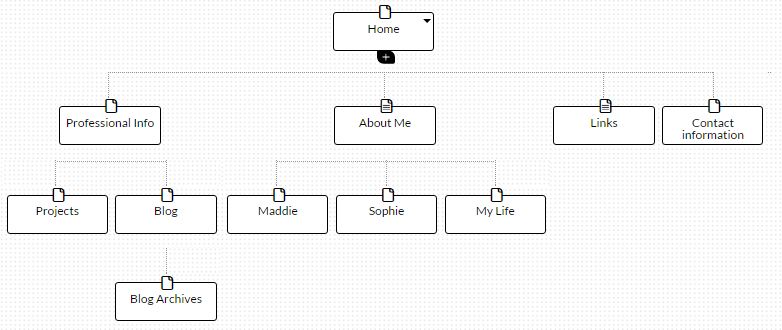 Home
Professional Info
About Me
Links
Contact
information
Projects
Blog
Maddie
Sophie
My Life
Blog Archives